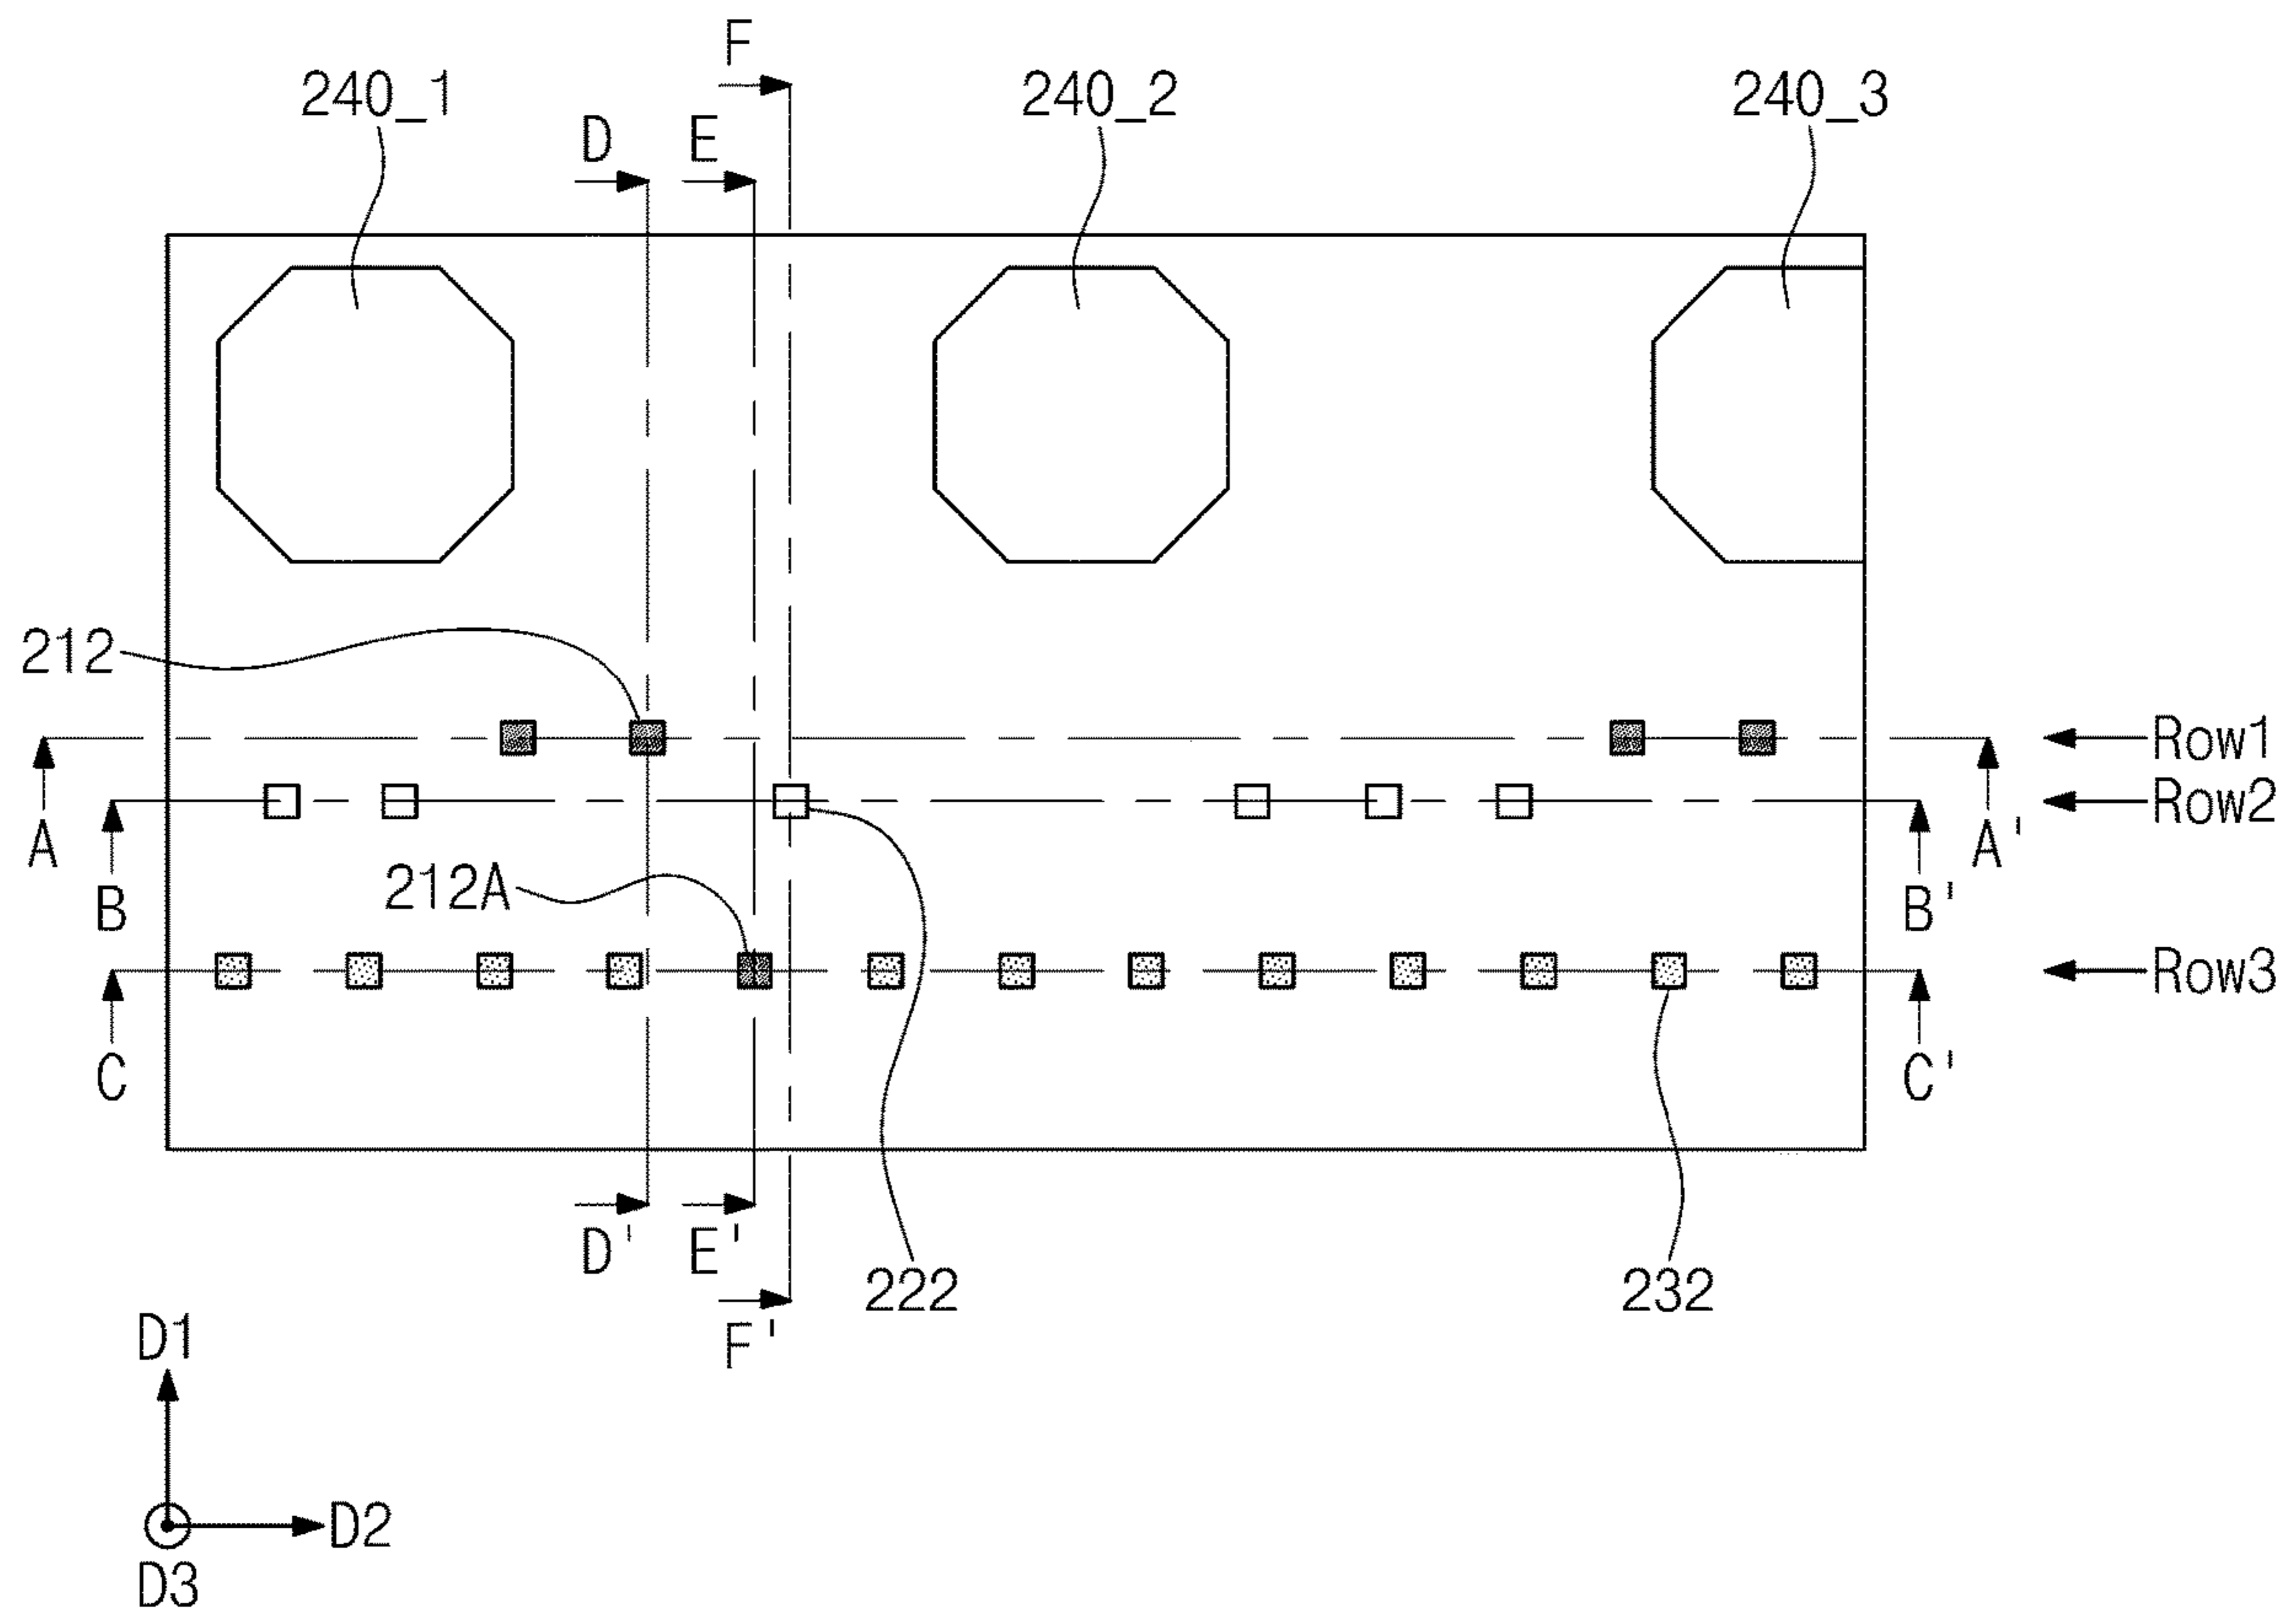 F
240_1
240_2
240_3
D
E
212
Row1
Row2
A
A'
212A
B
B'
Row3
C
C'
D'
E'
222
232
F'
D1
D2
D3